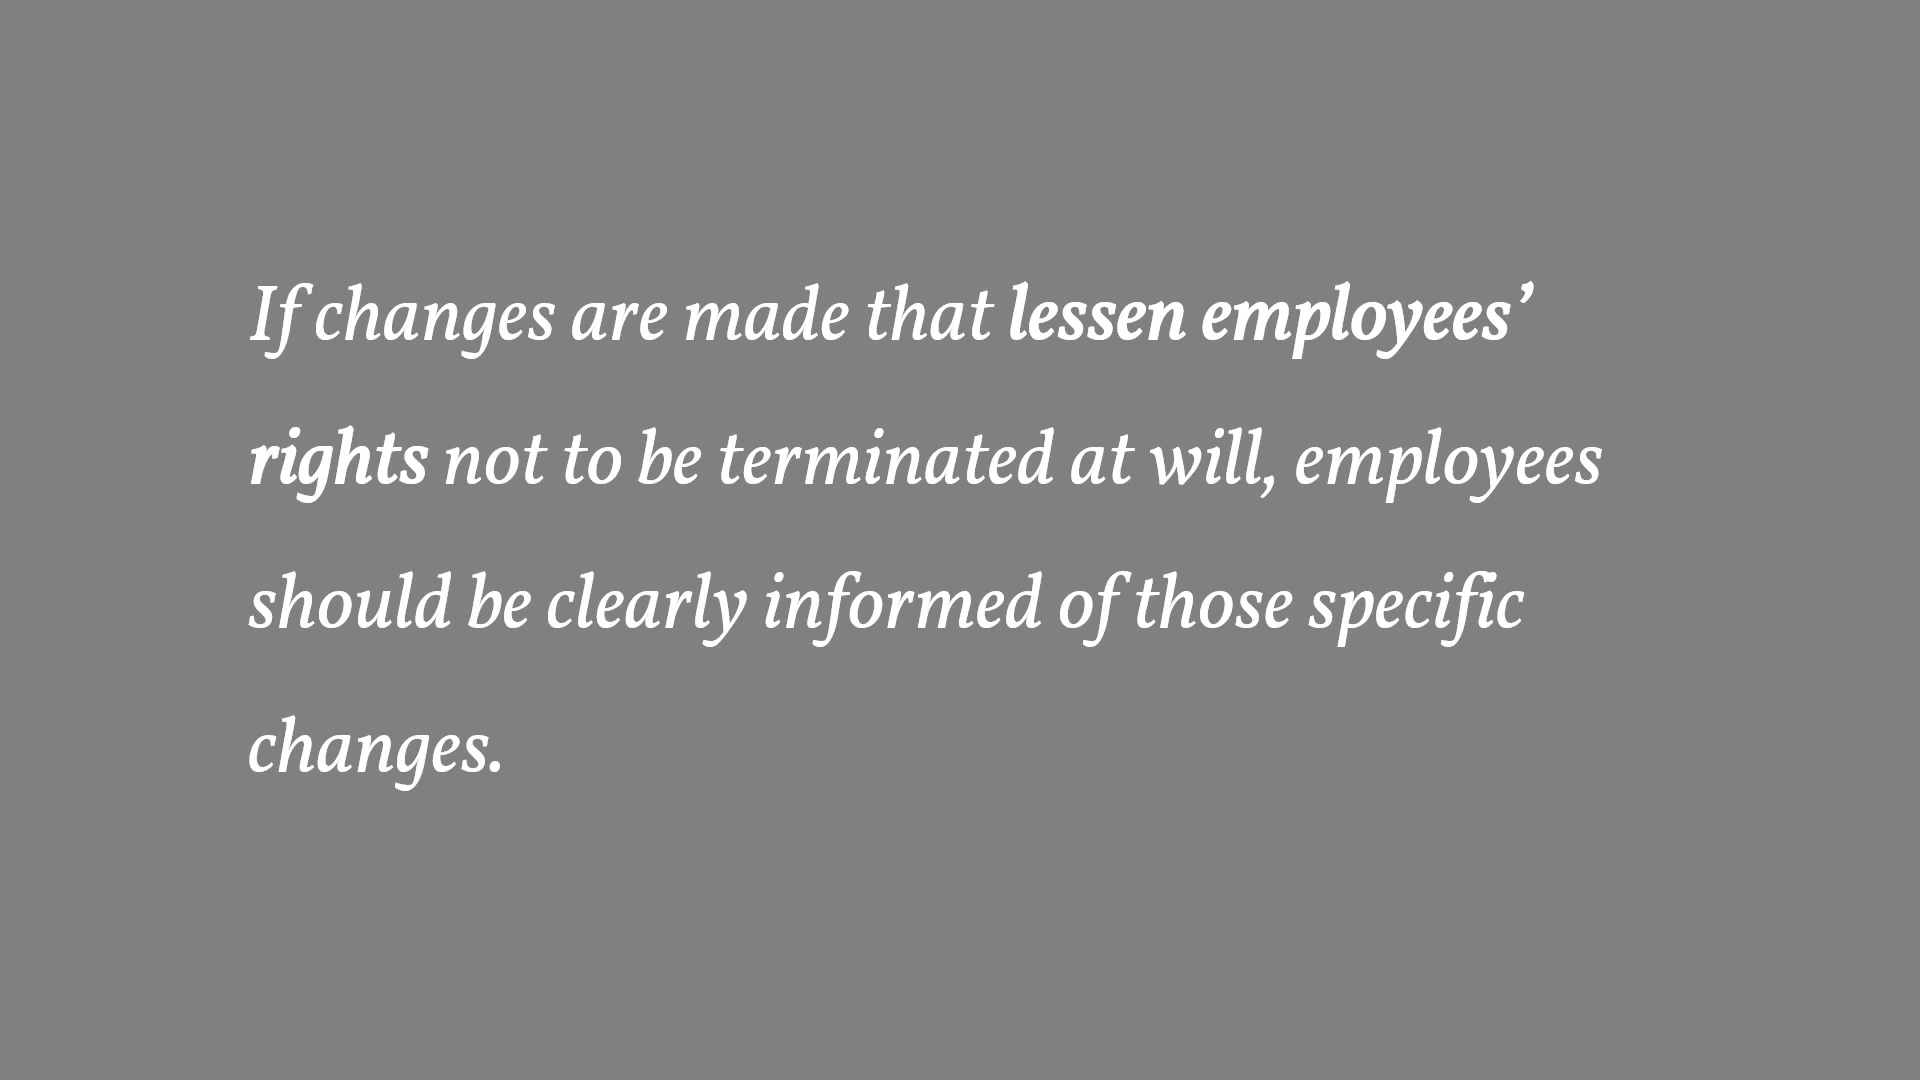 If changes are made that lessen employees’
rights not to be terminated at will, employees
should be clearly informed of those specific
changes.